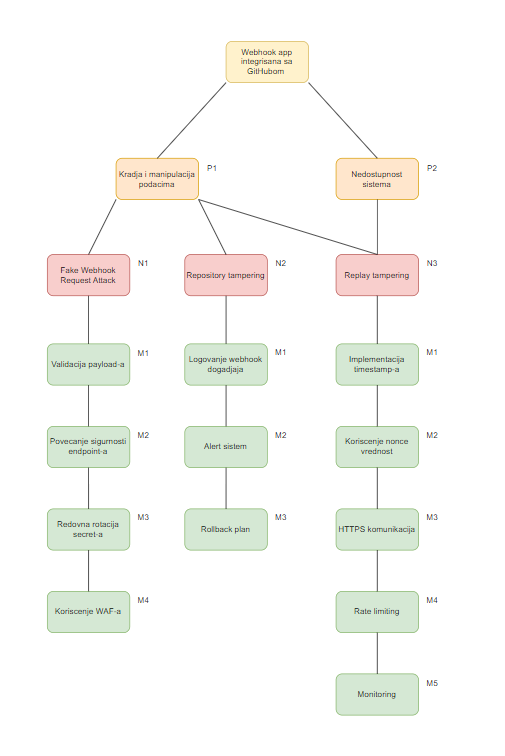 Webhook app
integrisana sa
GitHubom
Kradja i manipulacija
podacima
P1
Nedostupnost
sistema
P2
Fake Webhook
Request Attack
N1
Repository tampering
N2
Replay tampering
N3
Validacija payload-a
M1
Logovanje webhook
dogadjaja
M1
Implementacija
timestamp-a
M1
Povecanje sigurnosti
endpoint-a
M2
Alert sistem
M2
Koriscenje nonce
vrednost
M2
Redovna rotacija
secret-a
M3
Rollback plan
M3
HTTPS komunikacija
M3
Koriscenje WAF-a
M4
Rate limiting
M4
Monitoring
M5